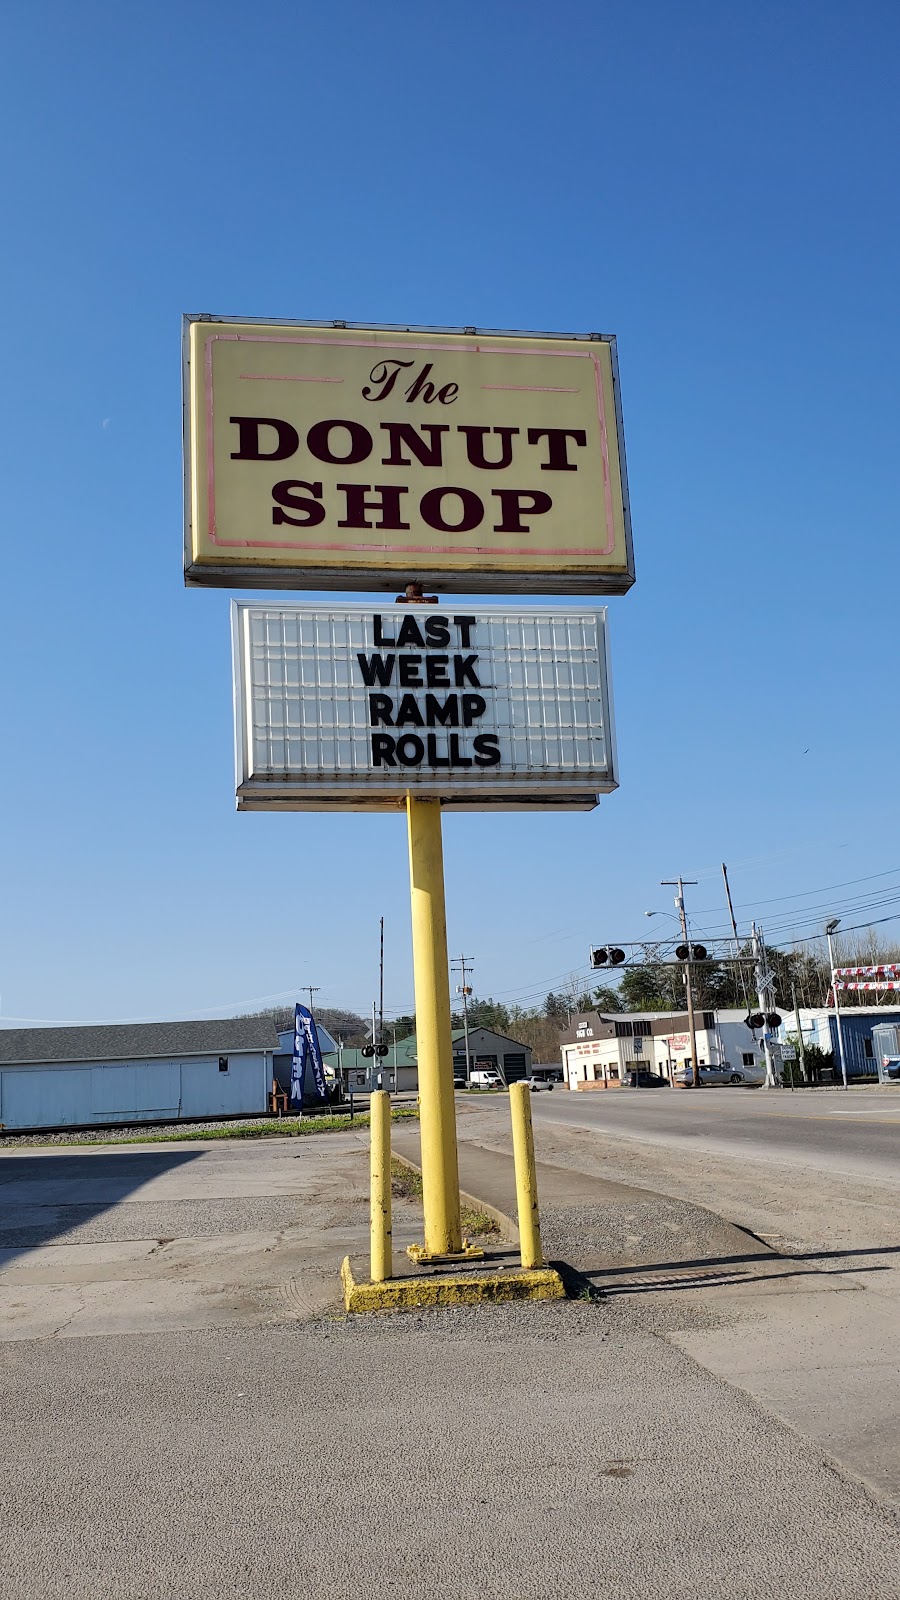 The
DONUT
SHOP
LAST
WEEK
RAMP
ROLLS